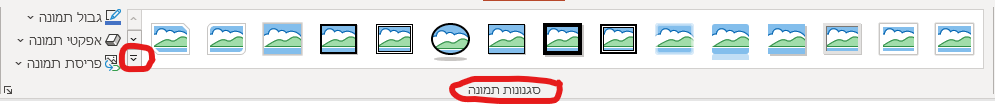 גבול תמונה
אפקטי תמונה
פריסת תמונה
סגנונות תמונה